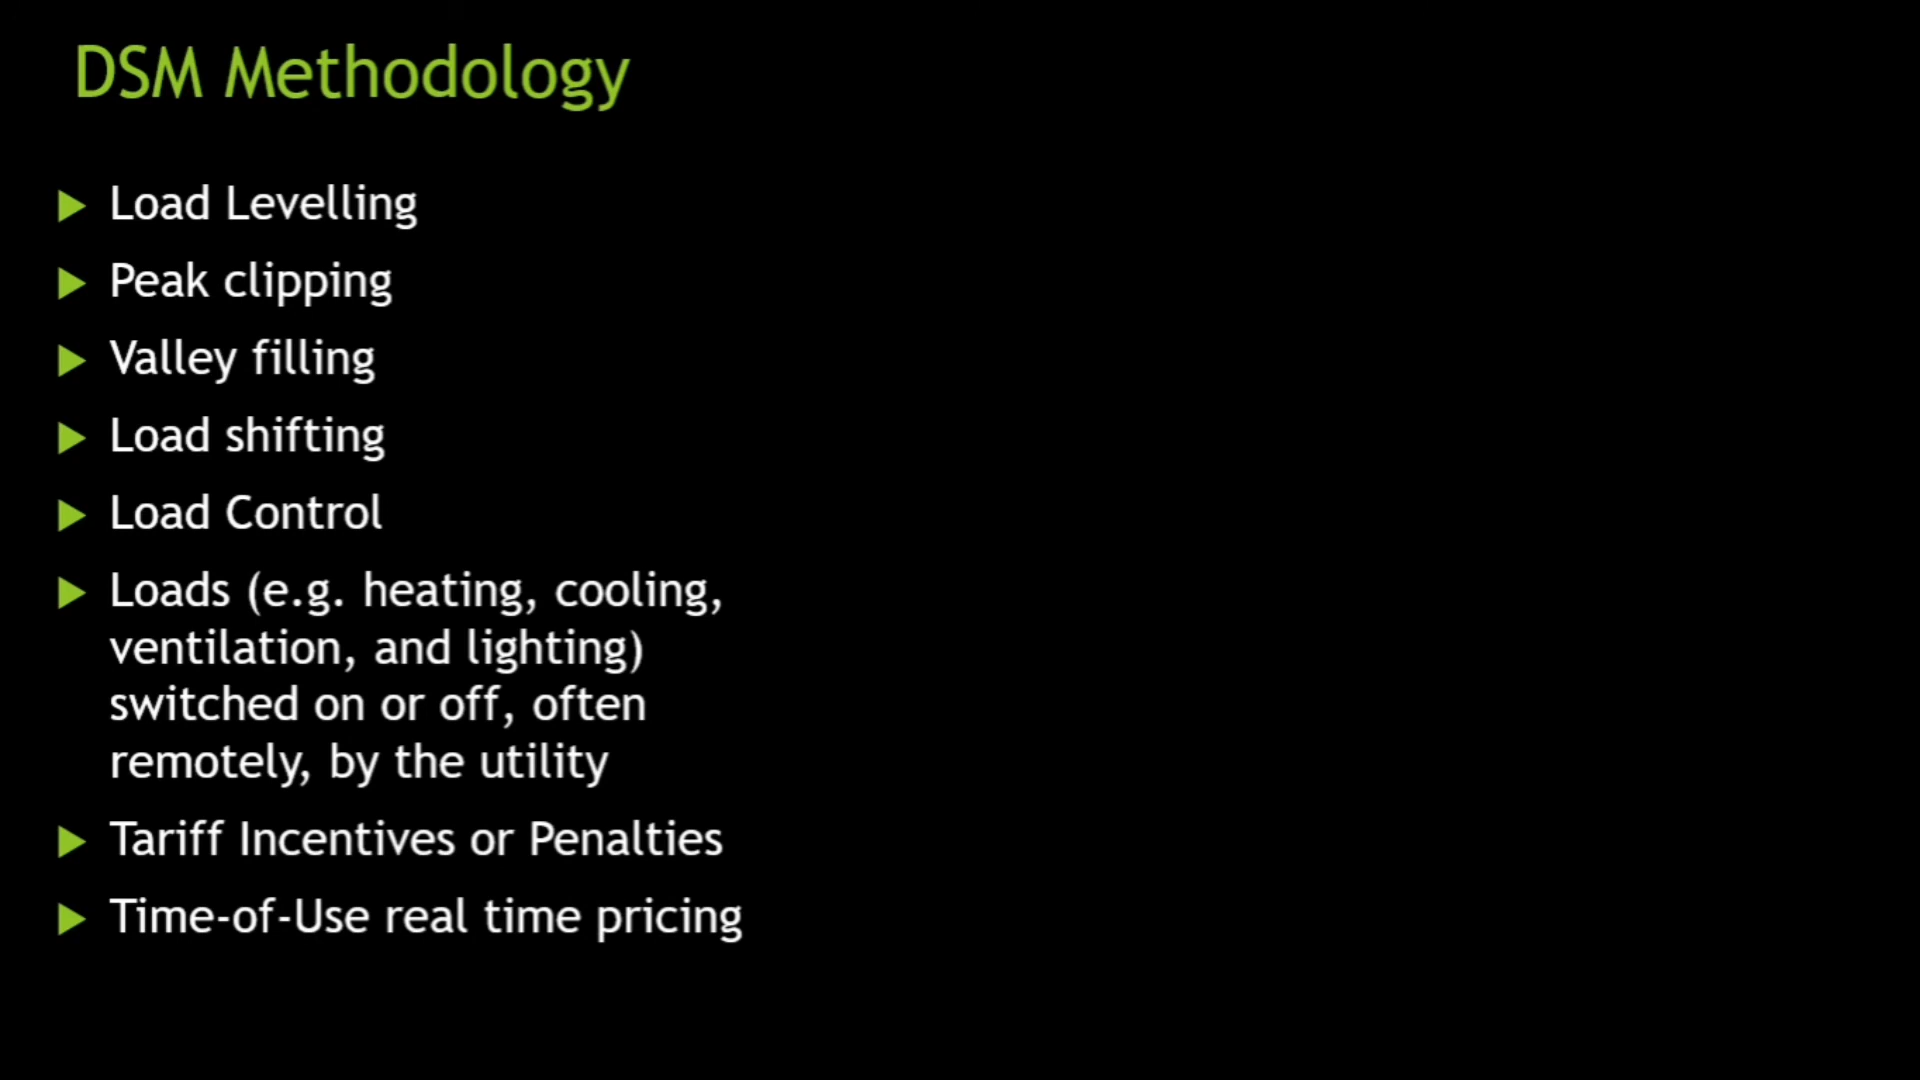 DSM Methodology
Load Levelling
Peak clipping
Valley filling
Load shifting
Load Control
Loads (e.g. heating, cooling,
ventilation, and lighting)
switched on or off, often
remotely, by the utility
Tariff Incentives or Penalties
Time-of-Use real time pricing